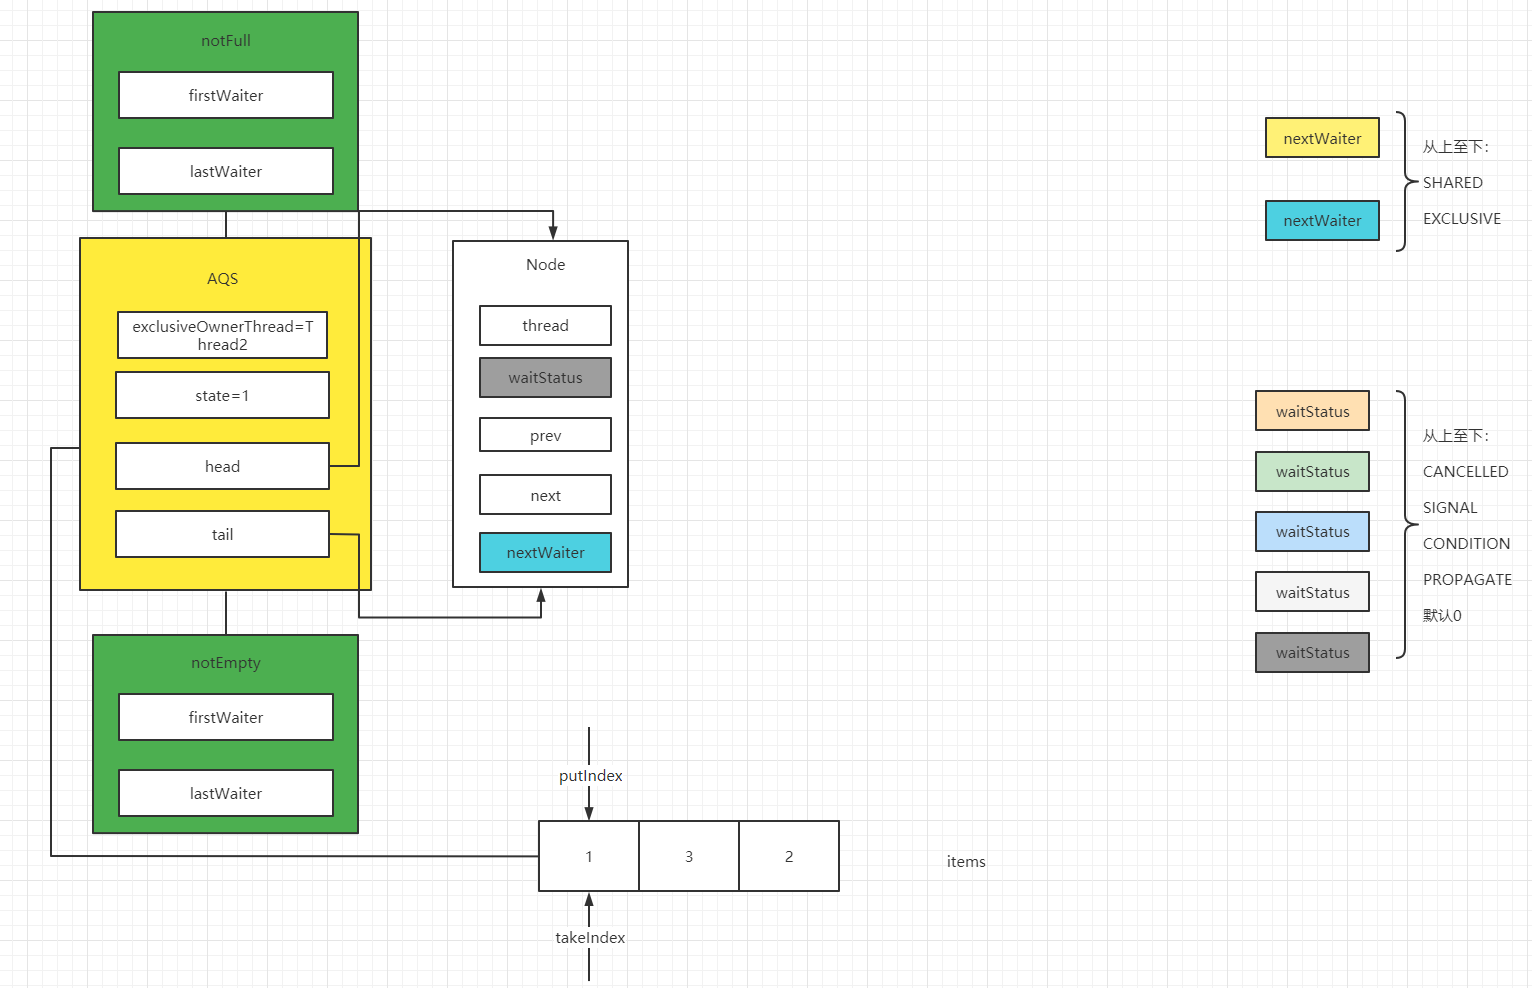 notFull
firstWaiter
lastWaiter
AQS
exclusiveOwnerThread=T
hread2
state=1
head
tail
notEmpty
firstWaiter
lastWaiter
Node
thread
waitStatus
prev
next
nextWaiter
putIndex
1
3
2
items
takeIndex
nextWaiter
nextWaiter
从上至下：
SHARED
EXCLUSIVE
waitStatus
waitStatus
waitStatus
waitStatus
waitStatus
从上至下：
CANCELLED
SIGNAL
CONDITION
PROPAGATE
默认0